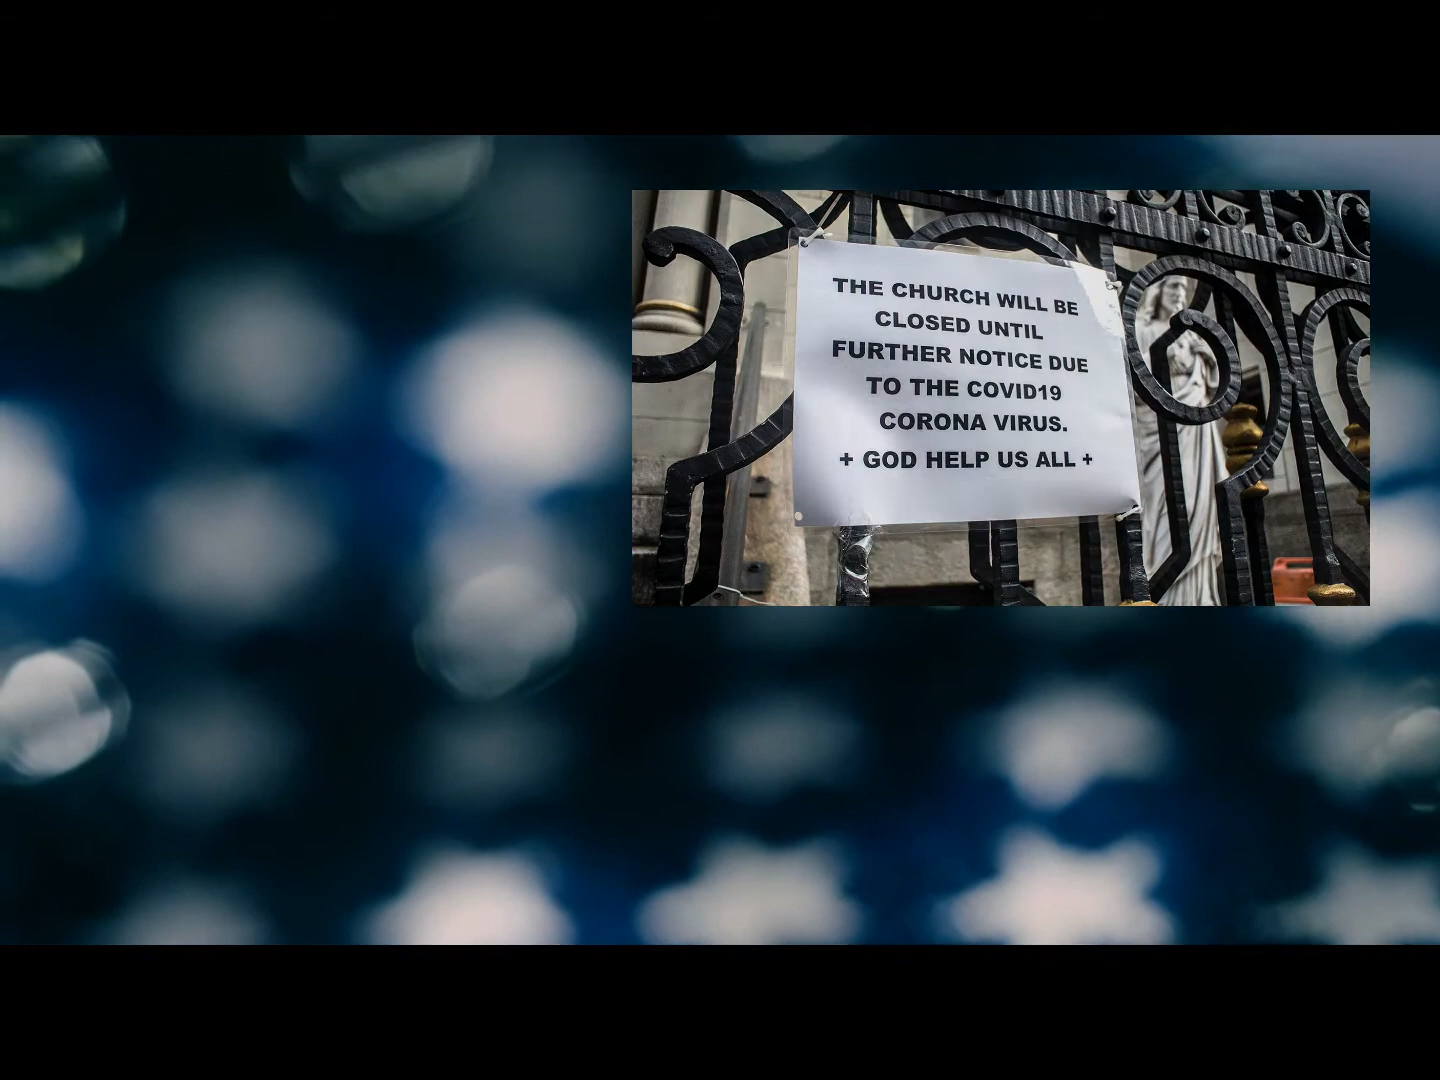 THE CHURCH WILL BE
CLOSED UNTIL
FURTHER NOTICE DUE
TO THE COVID19
CORONA VIRUS.
+ GOD HELP US ALL +